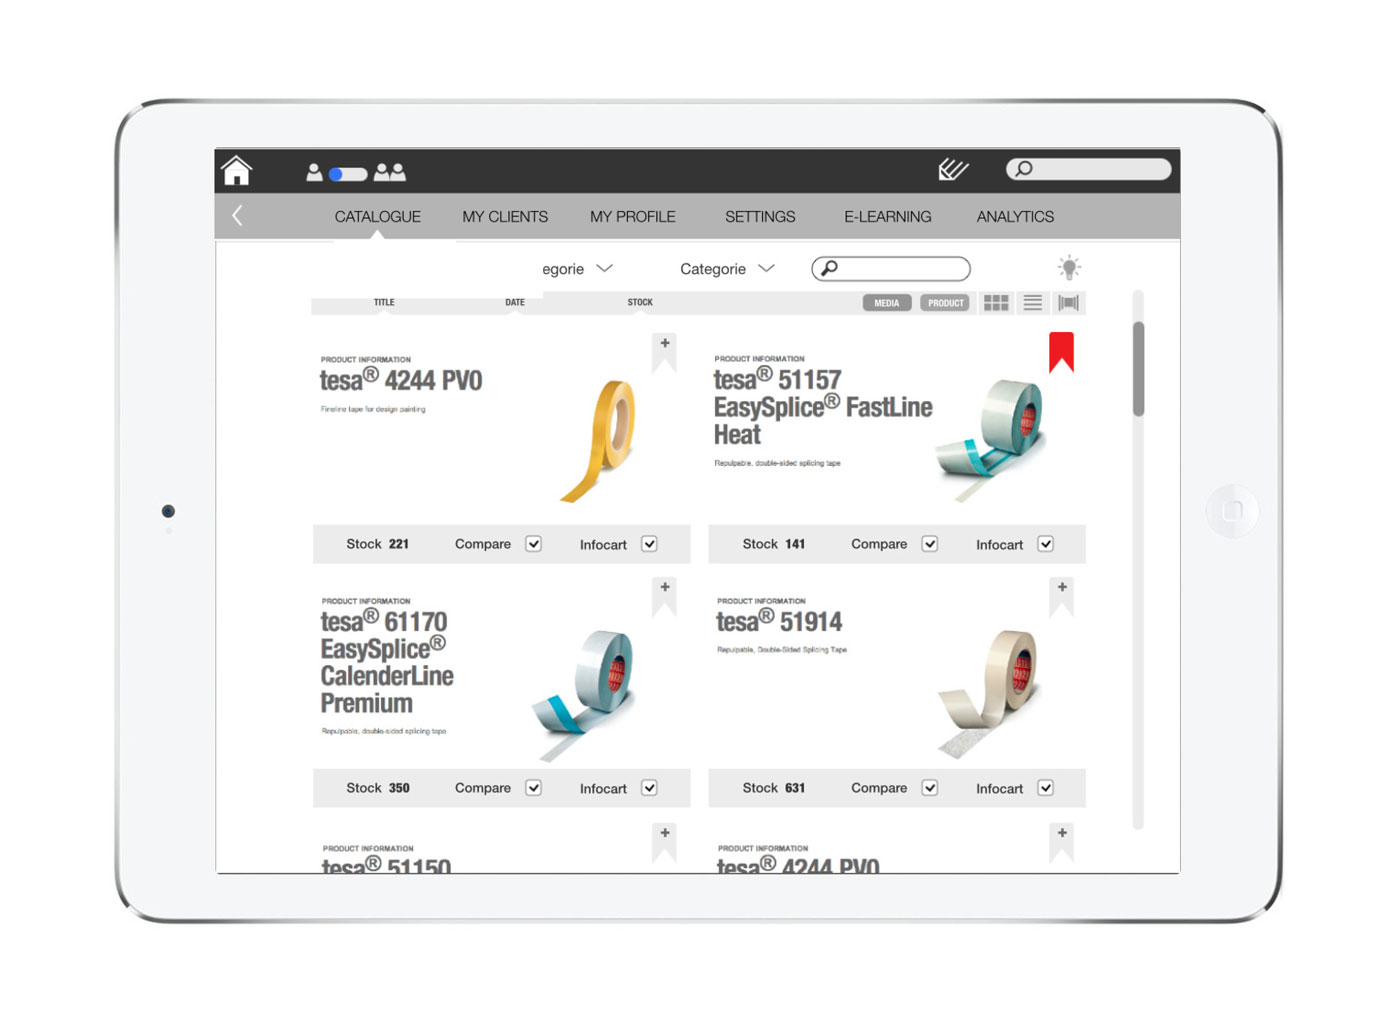 CATALOGUE MY CLIENTS MY PROFILE SETTINGS E-LEARNING ANALYTICS
egorie Categorie
TITLE DATE STOCK MEDIA PRODUCT
PRODUCT INFORMATION
tesa® 4244 PV0
Fineline tape for design painting
PRODUCT INFORMATION
tesa® 51157
EasySplice® FastLine
Heat
Repulpable, double-sided splicing tape
Stock 221 Compare Infocart
Stock 141 Compare Infocart
PRODUCT INFORMATION
tesa® 61170
EasySplice®
CalenderLine
Premium
Repulpable, double-sided splicing tape
PRODUCT INFORMATION
tesa® 51914
Repulpable, Double-Sided Splicing Tape
Stock 350 Compare Infocart
Stock 631 Compare Infocart
PRODUCT INFORMATION
tesa® 51150
PRODUCT INFORMATION
tesa® 4244 PV0